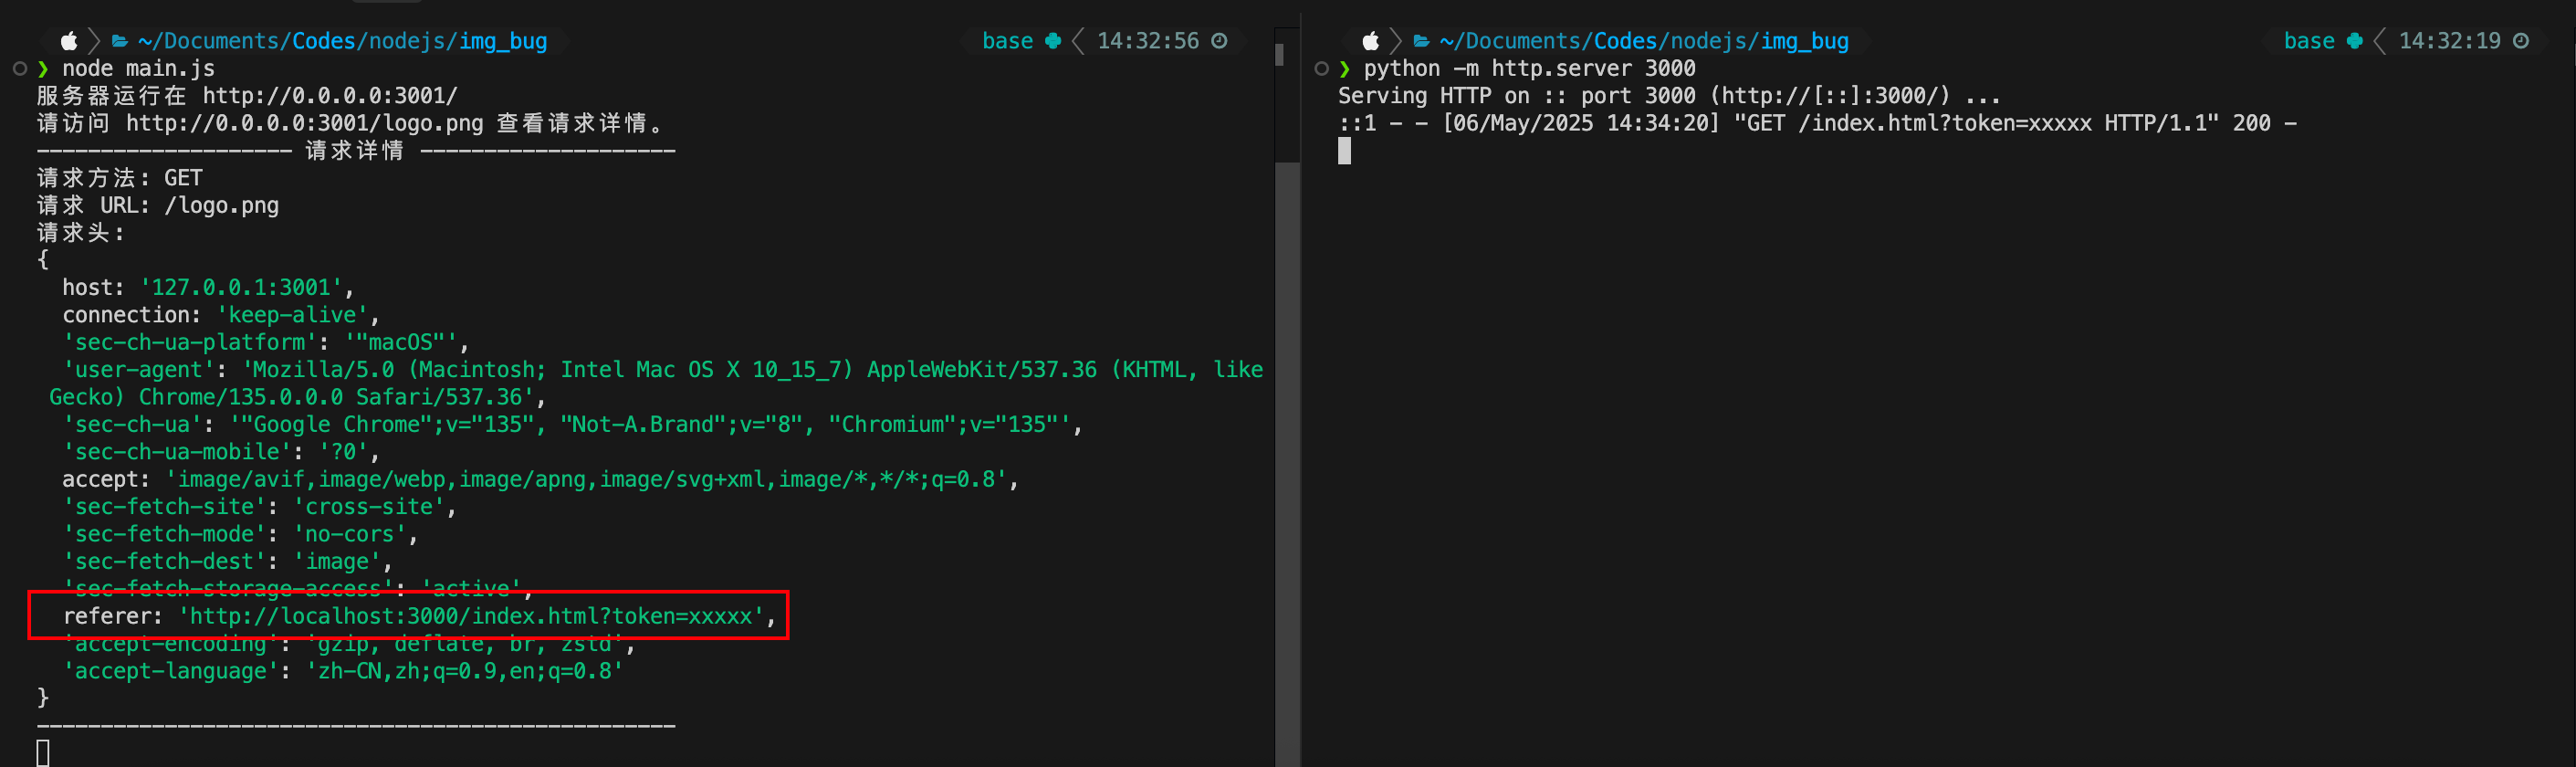 ~/Documents/Codes/nodejs/img_bug
base
14:32:56
❯ node main.js
服务器运行在 http://0.0.0.0:3001/
请访问 http://0.0.0.0:3001/logo.png 查看请求详情。
-------------------- 请求详情 --------------------
请求方法: GET
请求 URL: /logo.png
请求头:
{
  host: '127.0.0.1:3001',
  connection: 'keep-alive',
  'sec-ch-ua-platform': '"macOS"',
  'user-agent': 'Mozilla/5.0 (Macintosh; Intel Mac OS X 10_15_7) AppleWebKit/537.36 (KHTML, like
 Gecko) Chrome/135.0.0.0 Safari/537.36',
  'sec-ch-ua': '"Google Chrome";v="135", "Not-A.Brand";v="8", "Chromium";v="135"',
  'sec-ch-ua-mobile': '?0',
  accept: 'image/avif,image/webp,image/apng,image/svg+xml,image/*,*/*;q=0.8',
  'sec-fetch-site': 'cross-site',
  'sec-fetch-mode': 'no-cors',
  'sec-fetch-dest': 'image',
  'sec-fetch-storage-access': 'active',
  referer: 'http://localhost:3000/index.html?token=xxxxx',
  'accept-encoding': 'gzip, deflate, br, zstd',
  'accept-language': 'zh-CN,zh;q=0.9,en;q=0.8'
}
--------------------------------------------------
~/Documents/Codes/nodejs/img_bug
base
14:32:19
❯ python -m http.server 3000
Serving HTTP on :: port 3000 (http://[::]:3000/) ...
::1 - - [06/May/2025 14:34:20] "GET /index.html?token=xxxxx HTTP/1.1" 200 -